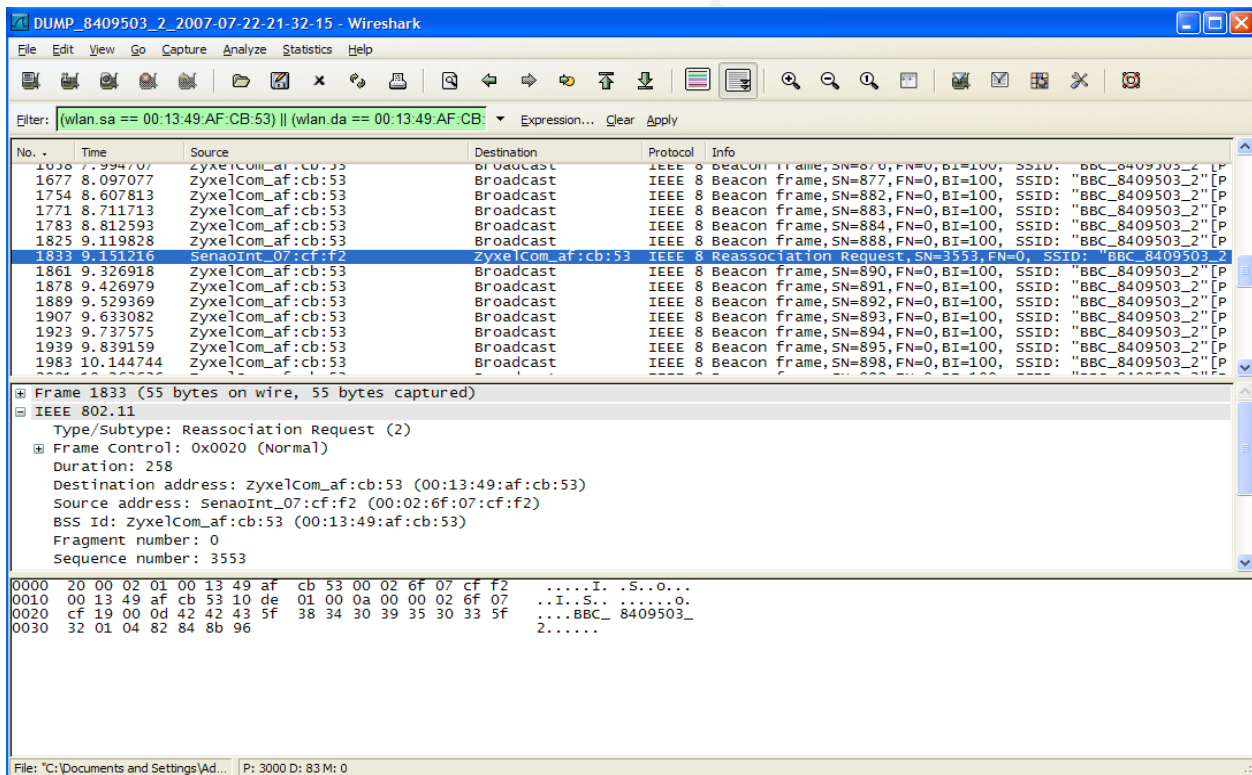 DUMP_8409503_2_2007-07-22-21-32-15 - Wireshark
File Edit View Go Capture Analyze Statistics Help
Filter: (wlan.sa == 00:13:49:AF:CB:53) || (wlan.da == 00:13:49:AF:CB: Expression... Clear Apply
No. - Time Source Destination Protocol Info
1658 7.994707 ZyxelCom_af:cb:53 Broadcast IEEE 8 Beacon frame,SN=876,FN=0,BI=100, SSID: "BBC_8409503_2"[P
1677 8.097077 ZyxelCom_af:cb:53 Broadcast IEEE 8 Beacon frame,SN=877,FN=0,BI=100, SSID: "BBC_8409503_2"[P
1754 8.607813 ZyxelCom_af:cb:53 Broadcast IEEE 8 Beacon frame,SN=882,FN=0,BI=100, SSID: "BBC_8409503_2"[P
1771 8.711713 ZyxelCom_af:cb:53 Broadcast IEEE 8 Beacon frame,SN=883,FN=0,BI=100, SSID: "BBC_8409503_2"[P
1783 8.812593 ZyxelCom_af:cb:53 Broadcast IEEE 8 Beacon frame,SN=884,FN=0,BI=100, SSID: "BBC_8409503_2"[P
1825 9.119828 ZyxelCom_af:cb:53 Broadcast IEEE 8 Beacon frame,SN=888,FN=0,BI=100, SSID: "BBC_8409503_2"[P
1833 9.151216 SenaoInt_07:cf:f2 ZyxelCom_af:cb:53 IEEE 8 Reassociation Request,SN=3553,FN=0, SSID: "BBC_8409503_2
1861 9.326918 ZyxelCom_af:cb:53 Broadcast IEEE 8 Beacon frame,SN=890,FN=0,BI=100, SSID: "BBC_8409503_2"[P
1878 9.426979 ZyxelCom_af:cb:53 Broadcast IEEE 8 Beacon frame,SN=891,FN=0,BI=100, SSID: "BBC_8409503_2"[P
1889 9.529369 ZyxelCom_af:cb:53 Broadcast IEEE 8 Beacon frame,SN=892,FN=0,BI=100, SSID: "BBC_8409503_2"[P
1907 9.633082 ZyxelCom_af:cb:53 Broadcast IEEE 8 Beacon frame,SN=893,FN=0,BI=100, SSID: "BBC_8409503_2"[P
1923 9.737575 ZyxelCom_af:cb:53 Broadcast IEEE 8 Beacon frame,SN=894,FN=0,BI=100, SSID: "BBC_8409503_2"[P
1939 9.839159 ZyxelCom_af:cb:53 Broadcast IEEE 8 Beacon frame,SN=895,FN=0,BI=100, SSID: "BBC_8409503_2"[P
1983 10.144744 ZyxelCom_af:cb:53 Broadcast IEEE 8 Beacon frame,SN=898,FN=0,BI=100, SSID: "BBC_8409503_2"[P
Frame 1833 (55 bytes on wire, 55 bytes captured)
IEEE 802.11
Type/Subtype: Reassociation Request (2)
Frame Control: 0x0020 (Normal)
Duration: 258
Destination address: ZyxelCom_af:cb:53 (00:13:49:af:cb:53)
Source address: SenaoInt_07:cf:f2 (00:02:6f:07:cf:f2)
BSS Id: ZyxelCom_af:cb:53 (00:13:49:af:cb:53)
Fragment number: 0
Sequence number: 3553
0000 20 00 02 01 00 13 49 af cb 53 00 02 6f 07 cf f2 .....I. .S..o...
0010 00 13 49 af cb 53 10 de 01 00 0a 00 00 02 6f 07 ..I..S.. ......o.
0020 cf 19 00 0d 42 42 43 5f 38 34 30 39 35 30 33 5f ....BBC_ 8409503_
0030 32 01 04 82 84 8b 96 2......
File: "C:\Documents and Settings\Ad... P: 3000 D: 83 M: 0